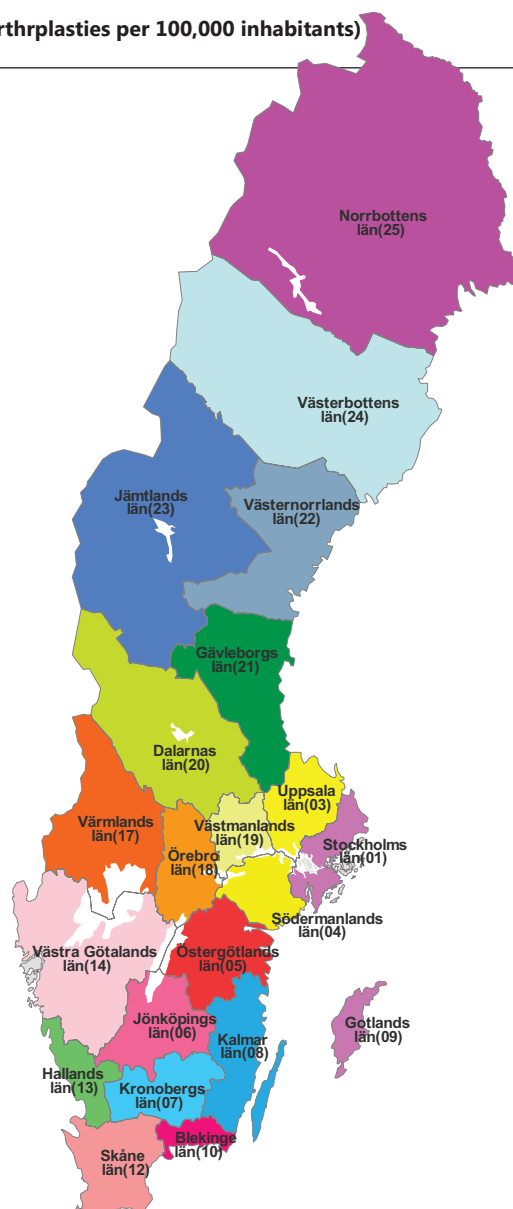 rthrplasties per 100,000 inhabitants)
Norrbottens
län(25)
Västerbottens
län(24)
Jämtlands
län(23)
Västernorrlands
län(22)
Gävleborgs
län(21)
Dalarnas
län(20)
Uppsala
län(03)
Värmlands
län(17)
Västmanlands
län(19)
Stockholms
län(01)
Örebro
län(18)
Södermanlands
län(04)
Västra Götalands
län(14)
Östergötlands
län(05)
Jönköpings
län(06)
Gotlands
län(09)
Kalmar
län(08)
Hallands
län(13)
Kronobergs
län(07)
Blekinge
län(10)
Skåne
län(12)